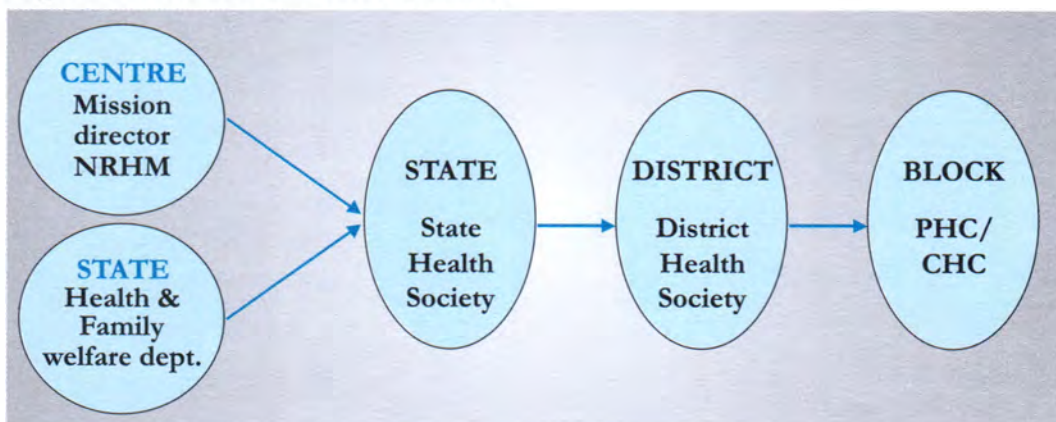 CENTRE
Mission
director
NRHM
STATE
Health &
Family
welfare dept.
STATE
State
Health
Society
DISTRICT
District
Health
Society
BLOCK
PHC/
CHC